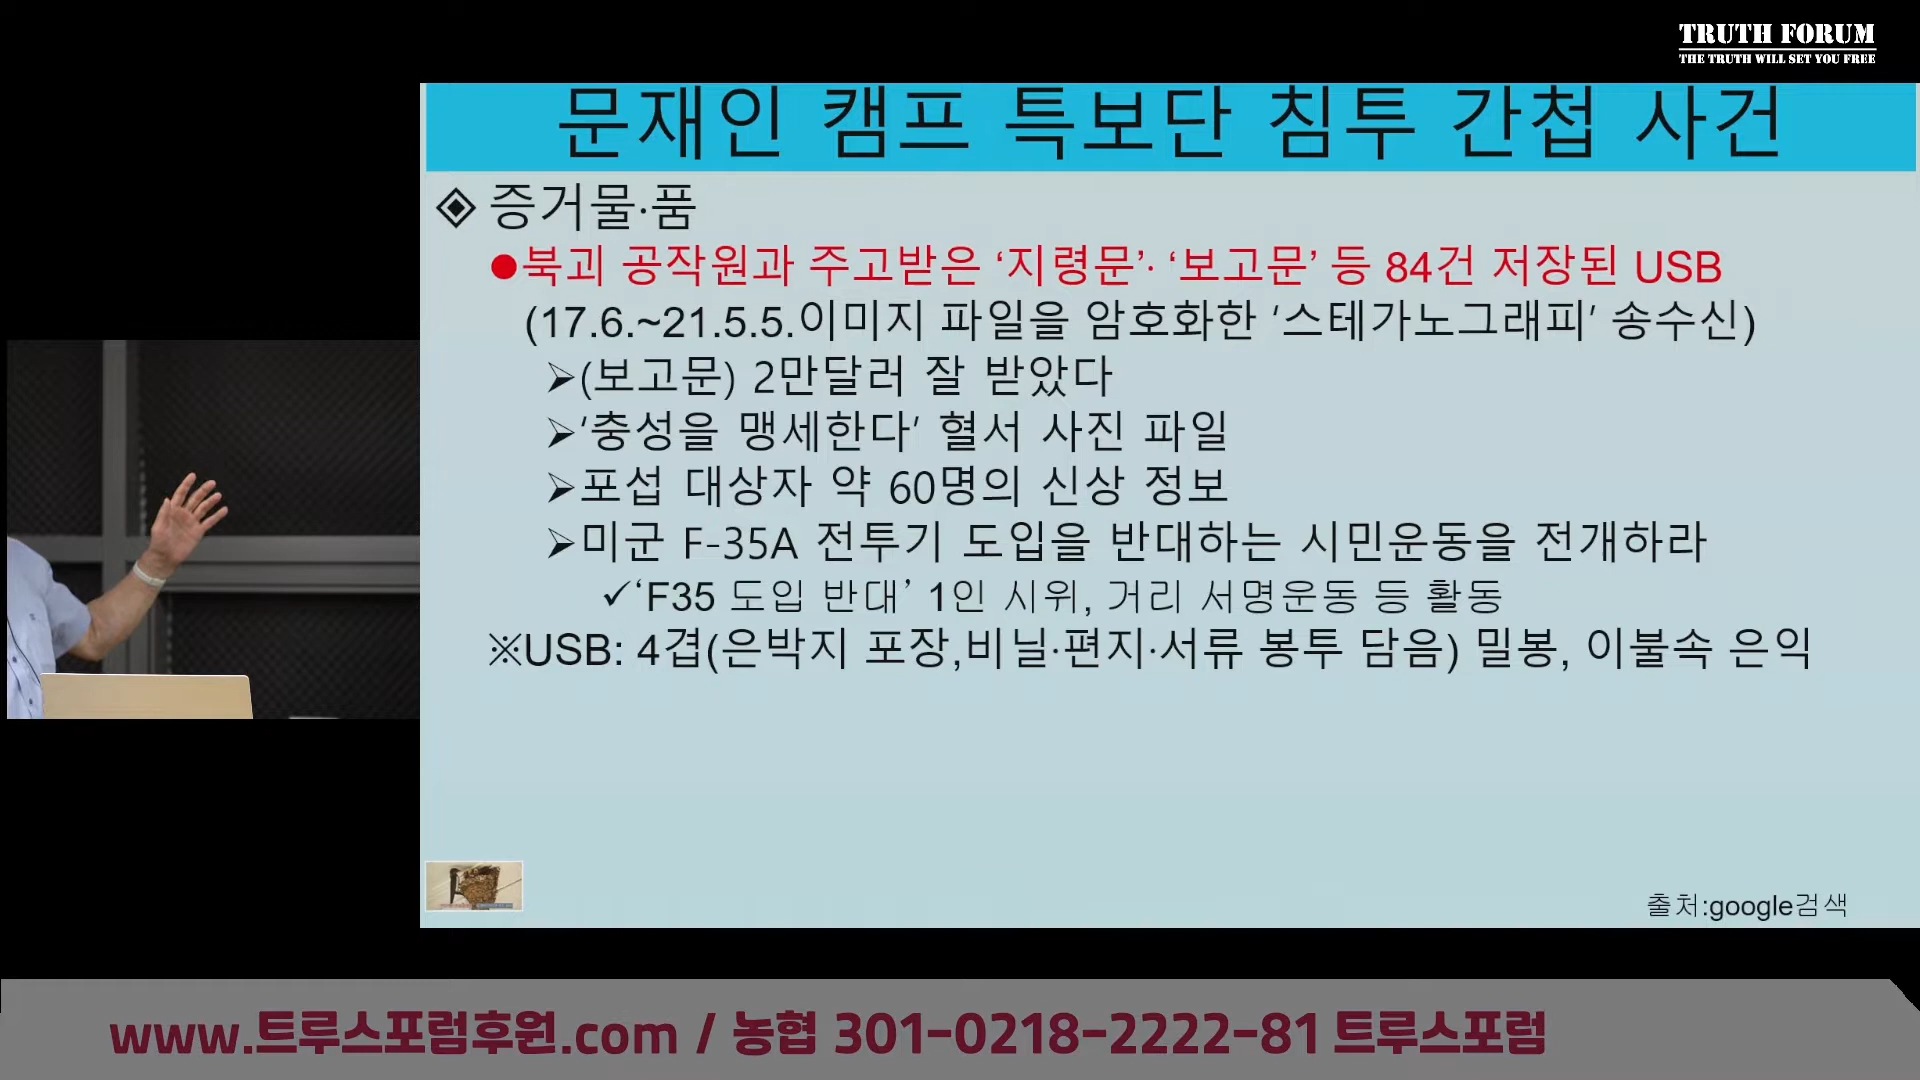 TRUTH FORUM
THE TRUTH WILL SET YOU FREE
문재인 캠프 특보단 침투 간첩 사건
◈ 증거물·품
●북괴 공작원과 주고받은 ‘지령문’· ‘보고문’ 등 84건 저장된 USB
(17.6.~21.5.5.이미지 파일을 암호화한 ‘스테가노그래피’ 송수신)
➢(보고문) 2만달러 잘 받았다
➢‘충성을 맹세한다’ 혈서 사진 파일
➢포섭 대상자 약 60명의 신상 정보
➢미군 F-35A 전투기 도입을 반대하는 시민운동을 전개하라
✓‘F35 도입 반대’ 1인 시위, 거리 서명운동 등 활동
※USB: 4겹(은박지 포장,비닐·편지·서류 봉투 담음) 밀봉, 이불속 은익
출처:google검색
www.트루스포럼후원.com / 농협 301-0218-2222-81 트루스포럼